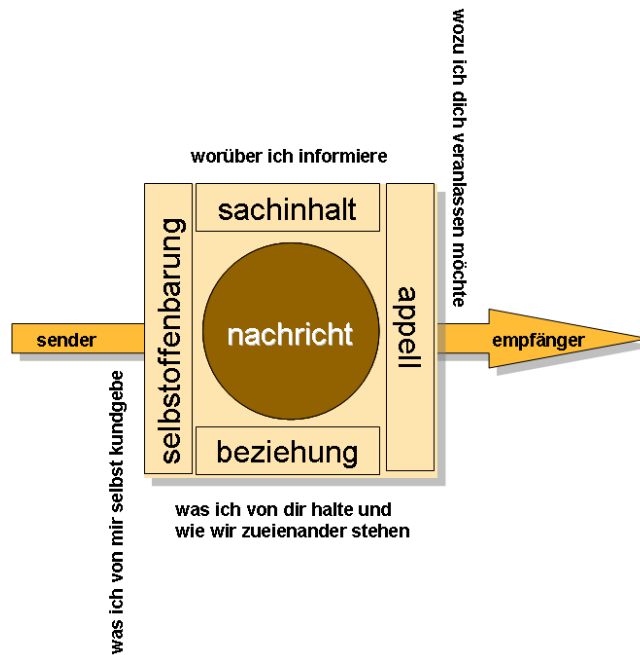 wozu ich dich veranlassen möchte
worüber ich informiere
sachinhalt
selbstoffenbarung
nachricht
appell
sender
empfänger
beziehung
was ich von mir selbst kundgebe
was ich von dir halte und
wie wir zueienander stehen